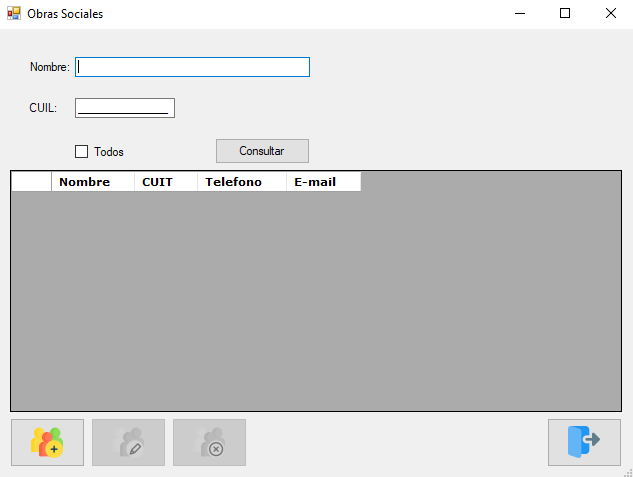 Obras Sociales
Nombre:
CUIL:
Todos Consultar
Nombre CUIT Telefono E-mail